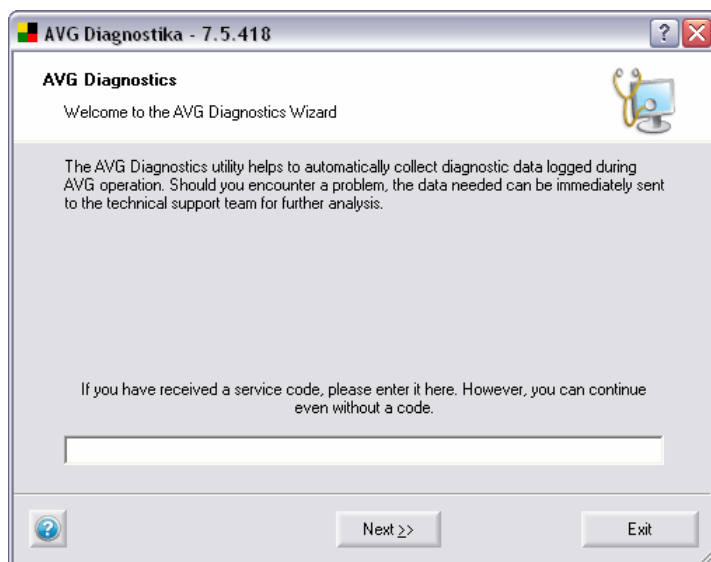 AVG Diagnostika - 7.5.418
AVG Diagnostics
Welcome to the AVG Diagnostics Wizard
The AVG Diagnostics utility helps to automatically collect diagnostic data logged during
AVG operation. Should you encounter a problem, the data needed can be immediately sent
to the technical support team for further analysis.
If you have received a service code, please enter it here. However, you can continue
even without a code.
Next >>
Exit